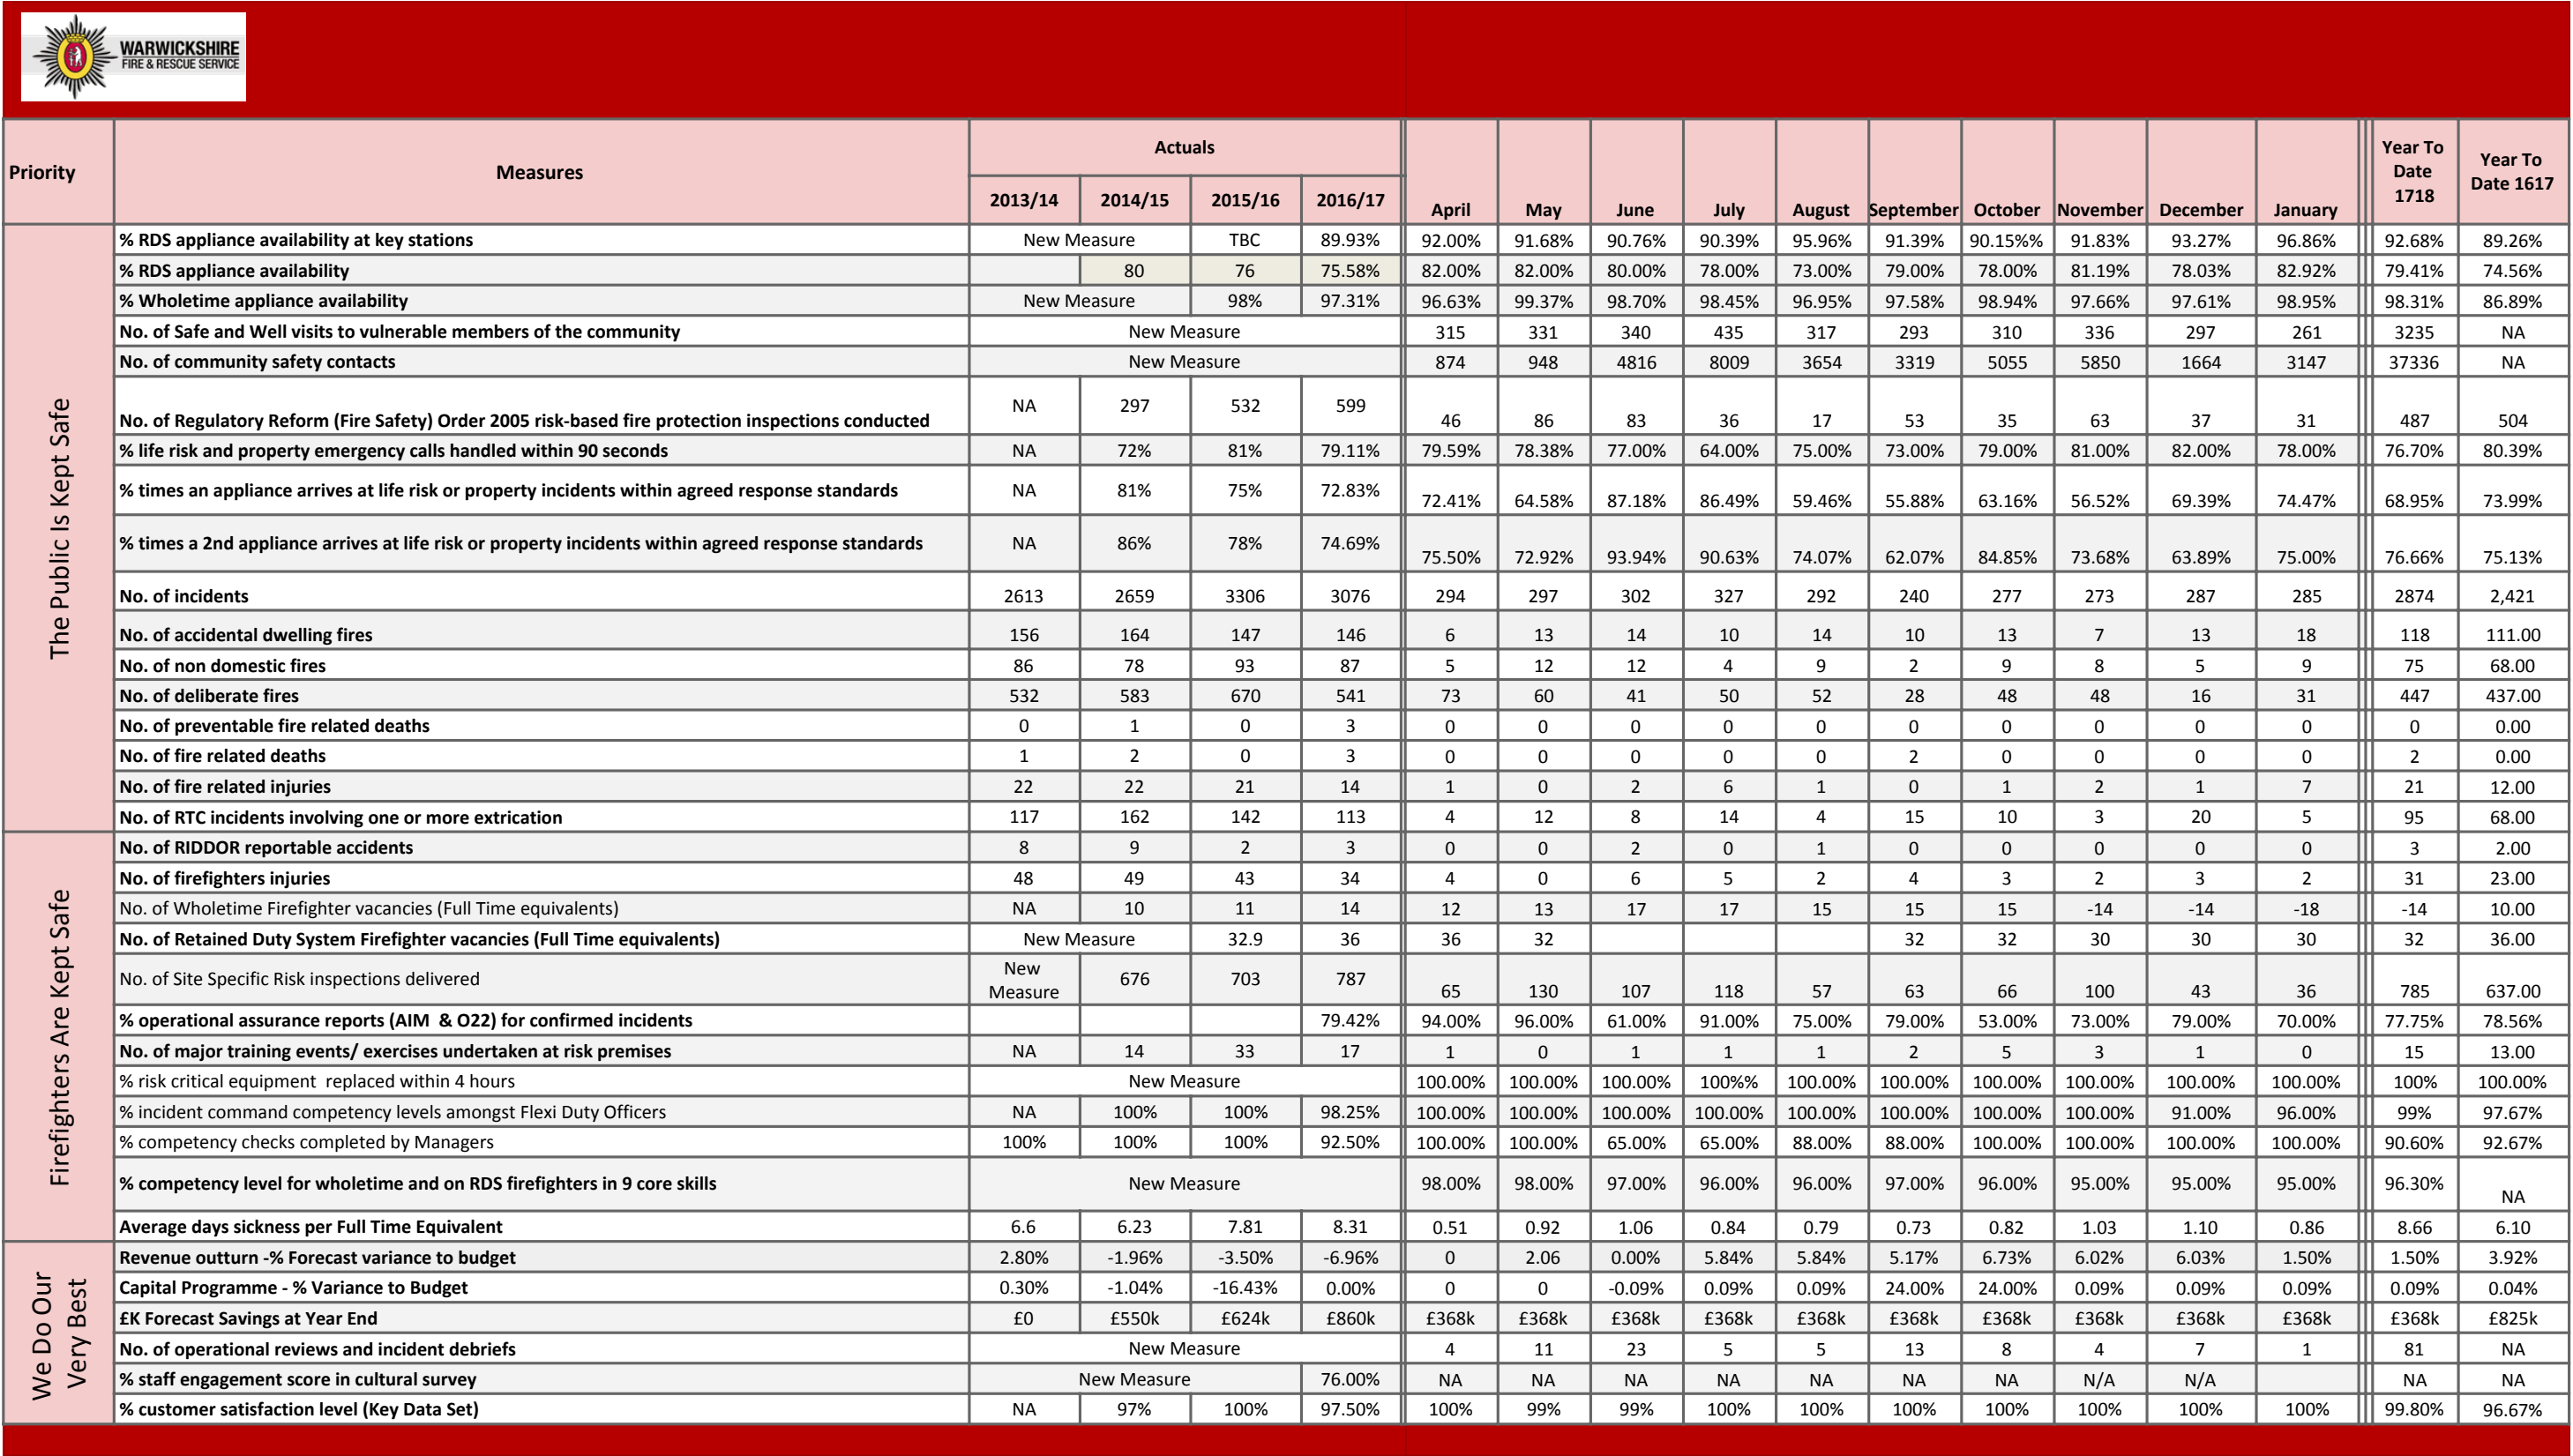 WARWICKSHIRE
FIRE & RESCUE SERVICE
Priority Measures Actuals April May June July August September October November December January Year To Date 1718 Year To Date 1617
2013/14 2014/15 2015/16 2016/17
The Public Is Kept Safe
% RDS appliance availability at key stations New Measure TBC 89.93% 92.00% 91.68% 90.76% 90.39% 95.96% 91.39% 90.15%% 91.83% 93.27% 96.86% 92.68% 89.26%
% RDS appliance availability 80 76 75.58% 82.00% 82.00% 80.00% 78.00% 73.00% 79.00% 78.00% 81.19% 78.03% 82.92% 79.41% 74.56%
% Wholetime appliance availability New Measure 98% 97.31% 96.63% 99.37% 98.70% 98.45% 96.95% 97.58% 98.94% 97.66% 97.61% 98.95% 98.31% 86.89%
No. of Safe and Well visits to vulnerable members of the community New Measure 315 331 340 435 317 293 310 336 297 261 3235 NA
No. of community safety contacts New Measure 874 948 4816 8009 3654 3319 5055 5850 1664 3147 37336 NA
No. of Regulatory Reform (Fire Safety) Order 2005 risk-based fire protection inspections conducted NA 297 532 599 46 86 83 36 17 53 35 63 37 31 487 504
% life risk and property emergency calls handled within 90 seconds NA 72% 81% 79.11% 79.59% 78.38% 77.00% 64.00% 75.00% 73.00% 79.00% 81.00% 82.00% 78.00% 76.70% 80.39%
% times an appliance arrives at life risk or property incidents within agreed response standards NA 81% 75% 72.83% 72.41% 64.58% 87.18% 86.49% 59.46% 55.88% 63.16% 56.52% 69.39% 74.47% 68.95% 73.99%
% times a 2nd appliance arrives at life risk or property incidents within agreed response standards NA 86% 78% 74.69% 75.50% 72.92% 93.94% 90.63% 74.07% 62.07% 84.85% 73.68% 63.89% 75.00% 76.66% 75.13%
No. of incidents 2613 2659 3306 3076 294 297 302 327 292 240 277 273 287 285 2874 2,421
No. of accidental dwelling fires 156 164 147 146 6 13 14 10 14 10 13 7 13 18 118 111.00
No. of non domestic fires 86 78 93 87 5 12 12 4 9 2 9 8 5 9 75 68.00
No. of deliberate fires 532 583 670 541 73 60 41 50 52 28 48 48 16 31 447 437.00
No. of preventable fire related deaths 0 1 0 3 0 0 0 0 0 0 0 0 0 0 0 0.00
No. of fire related deaths 1 2 0 3 0 0 0 0 0 2 0 0 0 0 2 0.00
No. of fire related injuries 22 22 21 14 1 0 2 6 1 0 1 2 1 7 21 12.00
No. of RTC incidents involving one or more extrication 117 162 142 113 4 12 8 14 4 15 10 3 20 5 95 68.00
Firefighters Are Kept Safe
No. of RIDDOR reportable accidents 8 9 2 3 0 0 2 0 1 0 0 0 0 0 3 2.00
No. of firefighters injuries 48 49 43 34 4 0 6 5 2 4 3 2 3 2 31 23.00
No. of Wholetime Firefighter vacancies (Full Time equivalents) NA 10 11 14 12 13 17 17 15 15 15 -14 -14 -18 -14 10.00
No. of Retained Duty System Firefighter vacancies (Full Time equivalents) New Measure 32.9 36 36 32 32 32 30 30 30 32 36.00
No. of Site Specific Risk inspections delivered New Measure 676 703 787 65 130 107 118 57 63 66 100 43 36 785 637.00
% operational assurance reports (AIM & O22) for confirmed incidents 79.42% 94.00% 96.00% 61.00% 91.00% 75.00% 79.00% 53.00% 73.00% 79.00% 70.00% 77.75% 78.56%
No. of major training events/ exercises undertaken at risk premises NA 14 33 17 1 0 1 1 1 2 5 3 1 0 15 13.00
% risk critical equipment replaced within 4 hours New Measure 100.00% 100.00% 100.00% 100%% 100.00% 100.00% 100.00% 100.00% 100.00% 100.00% 100% 100.00%
% incident command competency levels amongst Flexi Duty Officers NA 100% 100% 98.25% 100.00% 100.00% 100.00% 100.00% 100.00% 100.00% 100.00% 100.00% 91.00% 96.00% 99% 97.67%
% competency checks completed by Managers 100% 100% 100% 92.50% 100.00% 100.00% 65.00% 65.00% 88.00% 88.00% 100.00% 100.00% 100.00% 100.00% 90.60% 92.67%
% competency level for wholetime and on RDS firefighters in 9 core skills New Measure 98.00% 98.00% 97.00% 96.00% 96.00% 97.00% 96.00% 95.00% 95.00% 95.00% 96.30% NA
Average days sickness per Full Time Equivalent 6.6 6.23 7.81 8.31 0.51 0.92 1.06 0.84 0.79 0.73 0.82 1.03 1.10 0.86 8.66 6.10
We Do Our Very Best
Revenue outturn -% Forecast variance to budget 2.80% -1.96% -3.50% -6.96% 0 2.06 0.00% 5.84% 5.84% 5.17% 6.73% 6.02% 6.03% 1.50% 1.50% 3.92%
Capital Programme - % Variance to Budget 0.30% -1.04% -16.43% 0.00% 0 0 -0.09% 0.09% 0.09% 24.00% 24.00% 0.09% 0.09% 0.09% 0.09% 0.04%
£K Forecast Savings at Year End £0 £550k £624k £860k £368k £368k £368k £368k £368k £368k £368k £368k £368k £368k £368k £825k
No. of operational reviews and incident debriefs New Measure 4 11 23 5 5 13 8 4 7 1 81 NA
% staff engagement score in cultural survey New Measure 76.00% NA NA NA NA NA NA NA N/A N/A NA NA
% customer satisfaction level (Key Data Set) NA 97% 100% 97.50% 100% 99% 99% 100% 100% 100% 100% 100% 100% 100% 99.80% 96.67%